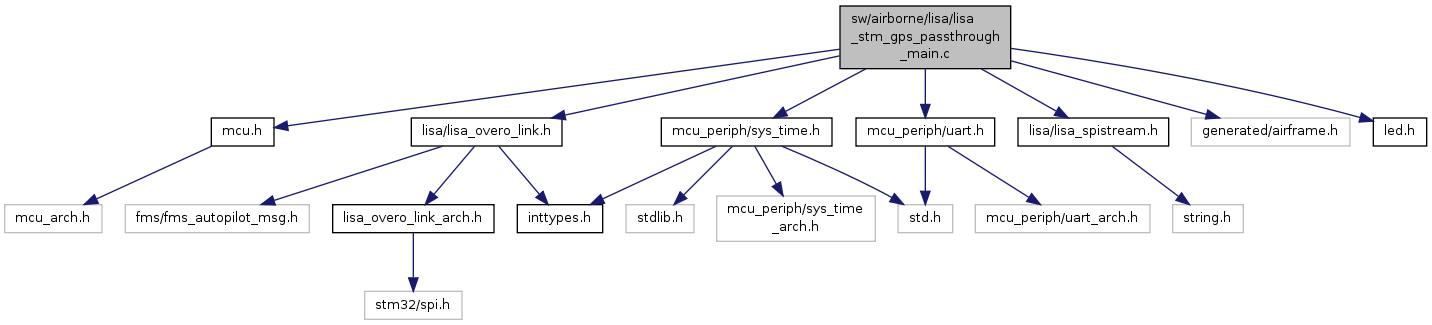 sw/airborne/lisa/lisa
_stm_gps_passthrough
_main.c
mcu.h
lisa/lisa_overo_link.h
mcu_periph/sys_time.h
mcu_periph/uart.h
lisa/lisa_spistream.h
generated/airframe.h
led.h
mcu_arch.h
fms/fms_autopilot_msg.h
lisa_overo_link_arch.h
inttypes.h
stdlib.h
mcu_periph/sys_time
_arch.h
std.h
mcu_periph/uart_arch.h
string.h
stm32/spi.h